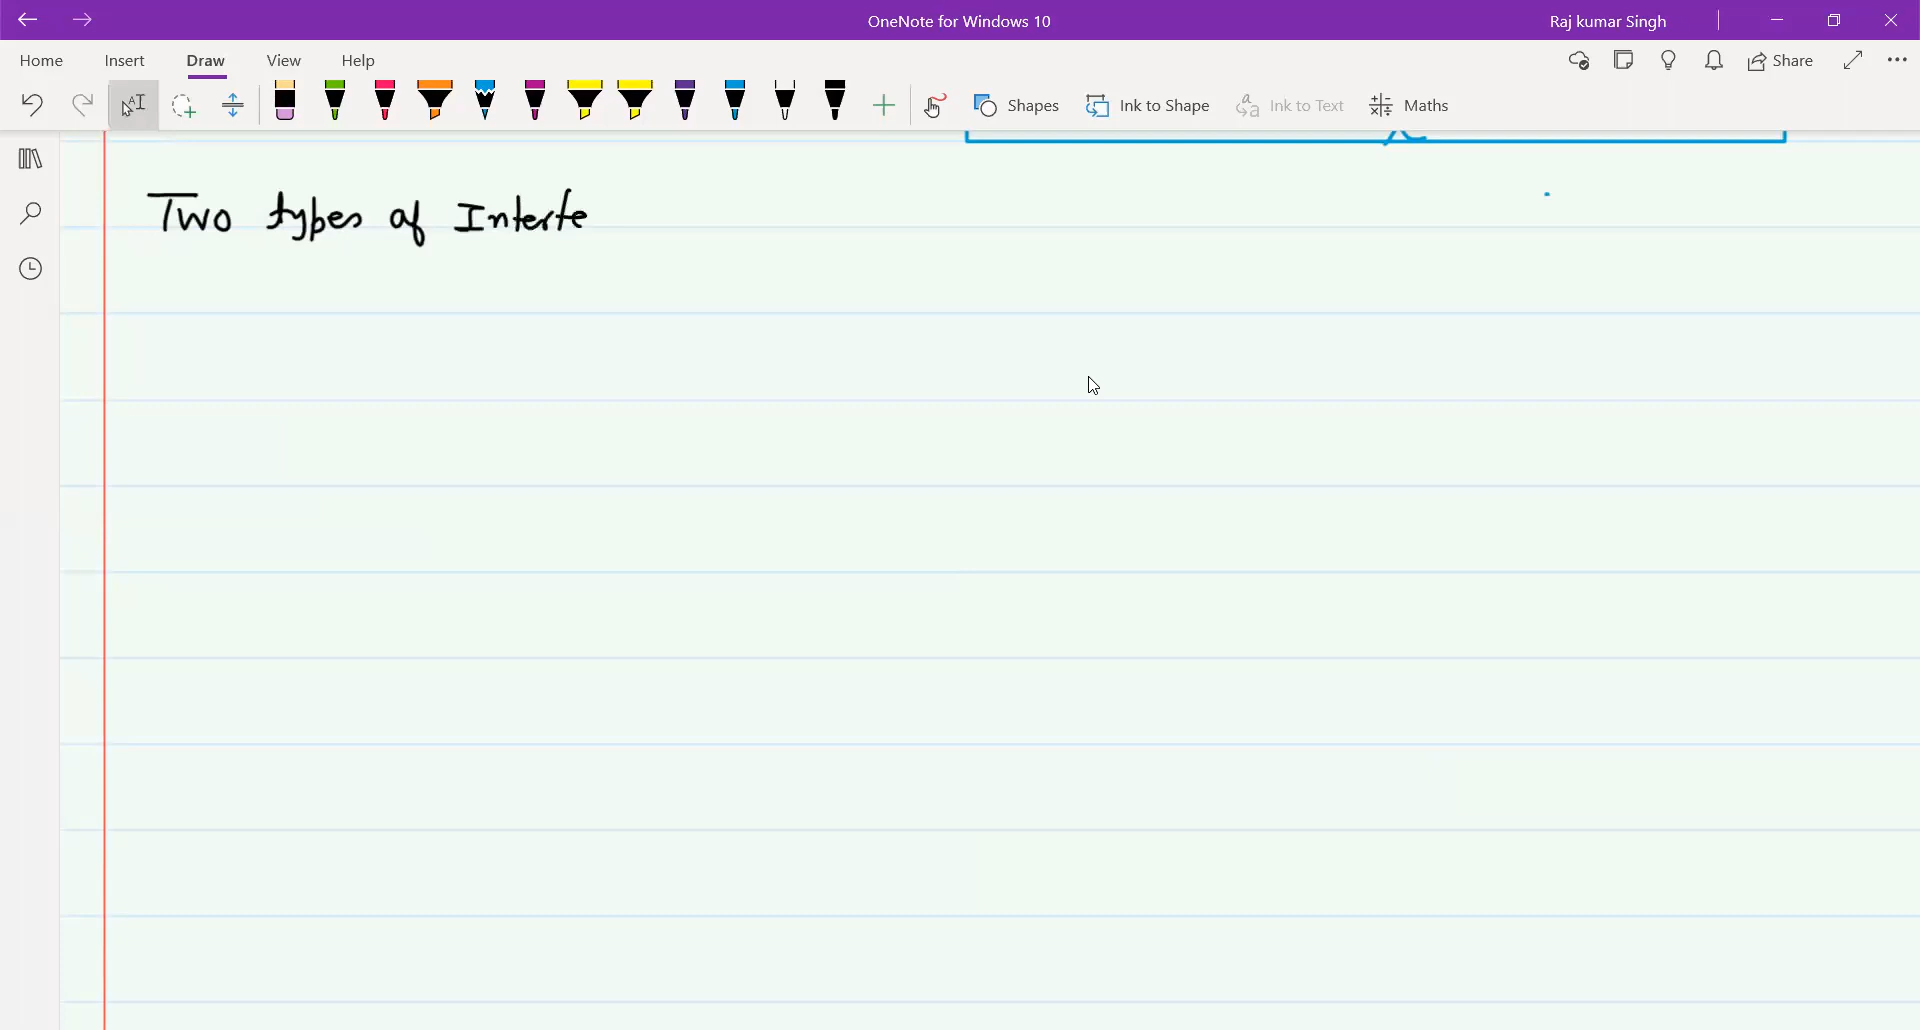 OneNote for Windows 10
Raj kumar Singh
Home Insert Draw View Help
Share
Shapes Ink to Shape Ink to Text Maths
Two types of Interfe